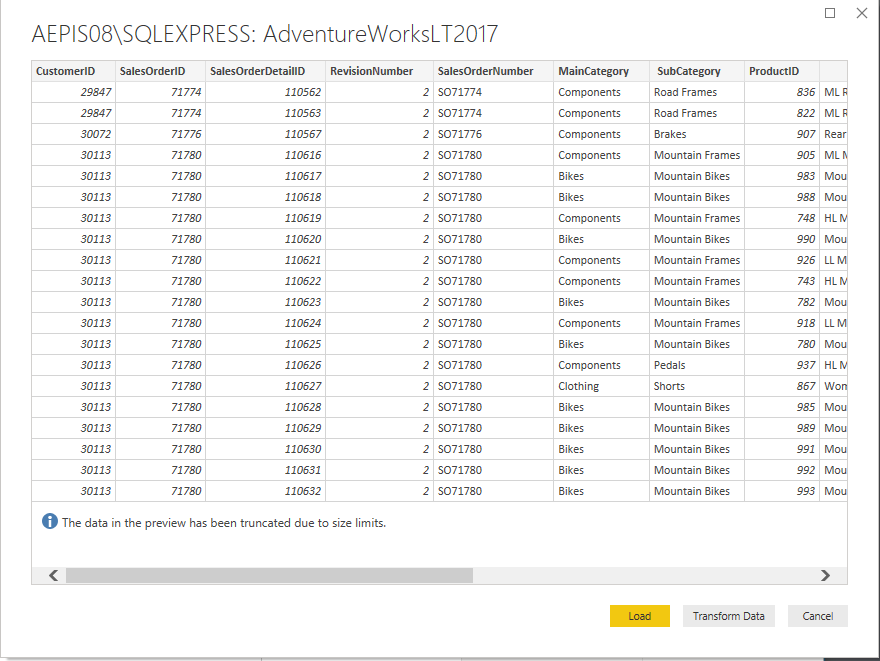 AEPIS08\SQLEXPRESS: AdventureWorksLT2017
CustomerID SalesOrderID SalesOrderDetailID RevisionNumber SalesOrderNumber MainCategory SubCategory ProductID
29847 71774 110562 2 SO71774 Components Road Frames 836 ML R
29847 71774 110563 2 SO71774 Components Road Frames 822 ML R
30072 71776 110567 2 SO71776 Components Brakes 907 Rear
30113 71780 110616 2 SO71780 Components Mountain Frames 905 ML M
30113 71780 110617 2 SO71780 Bikes Mountain Bikes 983 Mou
30113 71780 110618 2 SO71780 Bikes Mountain Bikes 988 Mou
30113 71780 110619 2 SO71780 Components Mountain Frames 748 HL M
30113 71780 110620 2 SO71780 Bikes Mountain Bikes 990 Mou
30113 71780 110621 2 SO71780 Components Mountain Frames 926 LL M
30113 71780 110622 2 SO71780 Components Mountain Frames 743 HL M
30113 71780 110623 2 SO71780 Bikes Mountain Bikes 782 Mou
30113 71780 110624 2 SO71780 Components Mountain Frames 918 LL M
30113 71780 110625 2 SO71780 Bikes Mountain Bikes 780 Mou
30113 71780 110626 2 SO71780 Components Pedals 937 HL M
30113 71780 110627 2 SO71780 Clothing Shorts 867 Wom
30113 71780 110628 2 SO71780 Bikes Mountain Bikes 985 Mou
30113 71780 110629 2 SO71780 Bikes Mountain Bikes 989 Mou
30113 71780 110630 2 SO71780 Bikes Mountain Bikes 991 Mou
30113 71780 110631 2 SO71780 Bikes Mountain Bikes 992 Mou
30113 71780 110632 2 SO71780 Bikes Mountain Bikes 993 Mou
The data in the preview has been truncated due to size limits.
Load Transform Data Cancel